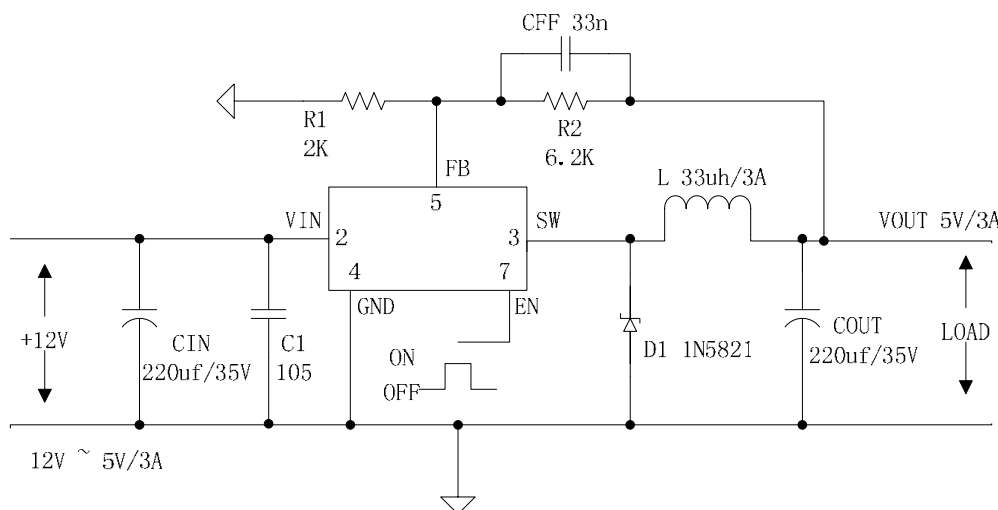 CFF 33n
R1
2K
R2
6.2K
FB
5
L 33uh/3A
VIN
2
SW
3
VOUT 5V/3A
4
7
GND
EN
+12V
CIN
220uf/35V
C1
105
ON
OFF
D1 1N5821
COUT
220uf/35V
LOAD
12V ~ 5V/3A